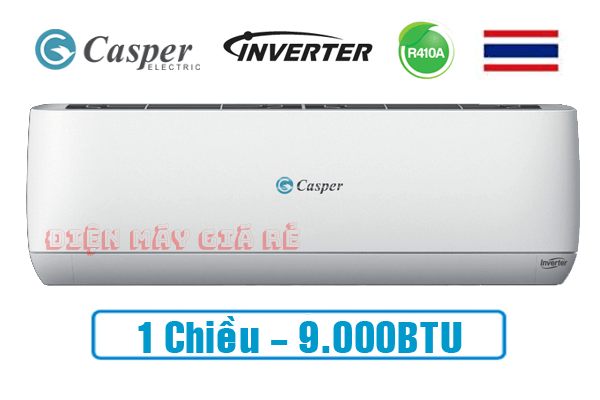 Casper
ELECTRIC
INVERTER
R410A
Casper
ĐIỆN MÁY GIÁ RẺ
Inverter
1 Chiều – 9.000BTU